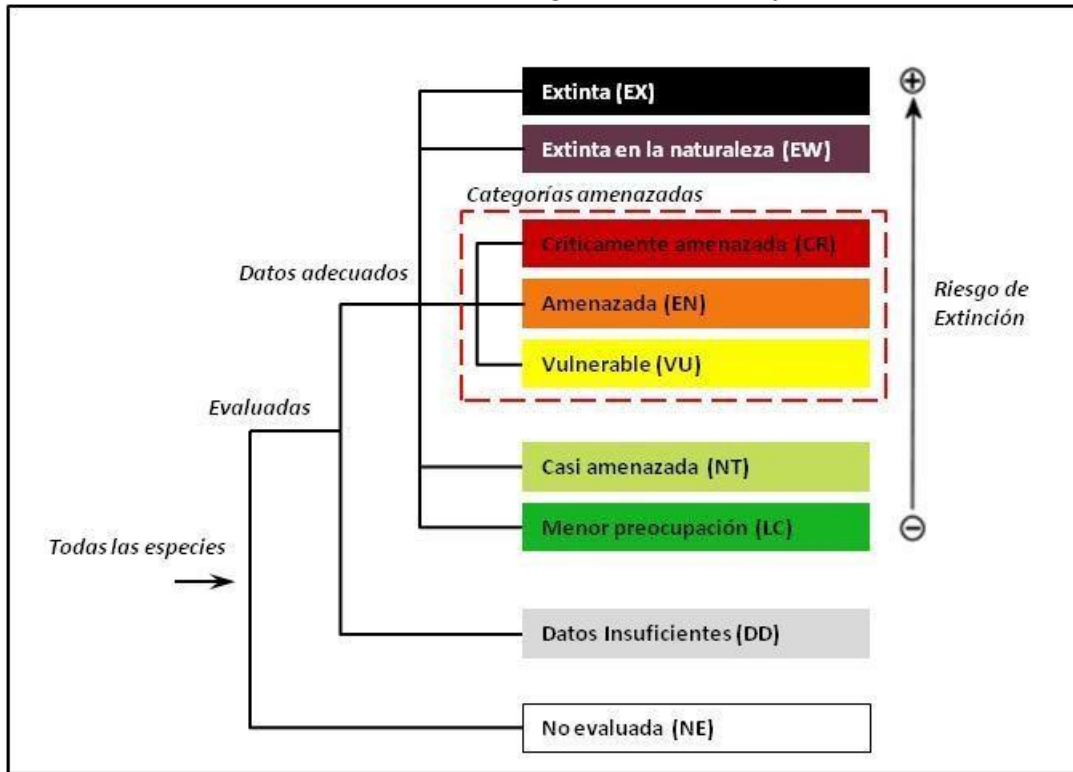 Extinta (EX)
Extinta en la naturaleza (EW)
Categorías amenazadas
Críticamente amenazada (CR)
Datos adecuados
Amenazada (EN)
Riesgo de
Extinción
Vulnerable (VU)
Evaluadas
Casi amenazada (NT)
Menor preocupación (LC)
Todas las especies
Datos Insuficientes (DD)
No evaluada (NE)